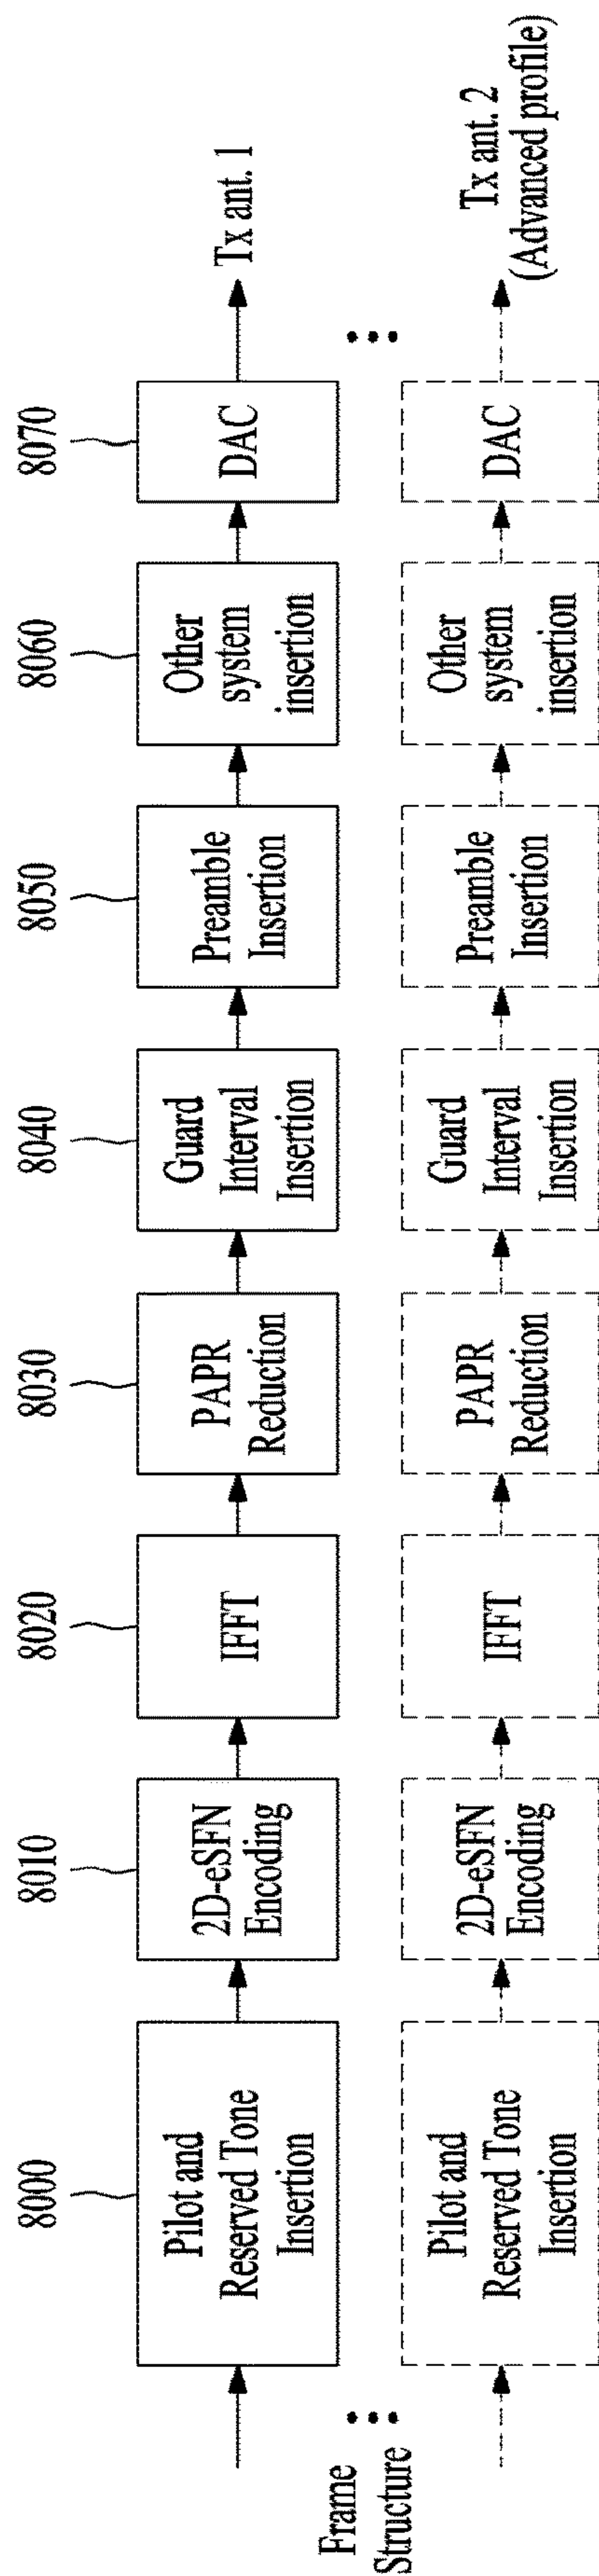 Frame
Structure
8000
Pilot and
Reserved Tone
Insertion
8010
2D-eSFN
Encoding
8020
IFFT
8030
PAPR
Reduction
8040
Guard
Interval
Insertion
8050
Preamble
Insertion
8060
Other
system
insertion
8070
DAC
Tx ant. 1
Pilot and
Reserved Tone
Insertion
2D-eSFN
Encoding
IFFT
PAPR
Reduction
Guard
Interval
Insertion
Preamble
Insertion
Other
system
insertion
DAC
Tx ant. 2
(Advanced profile)